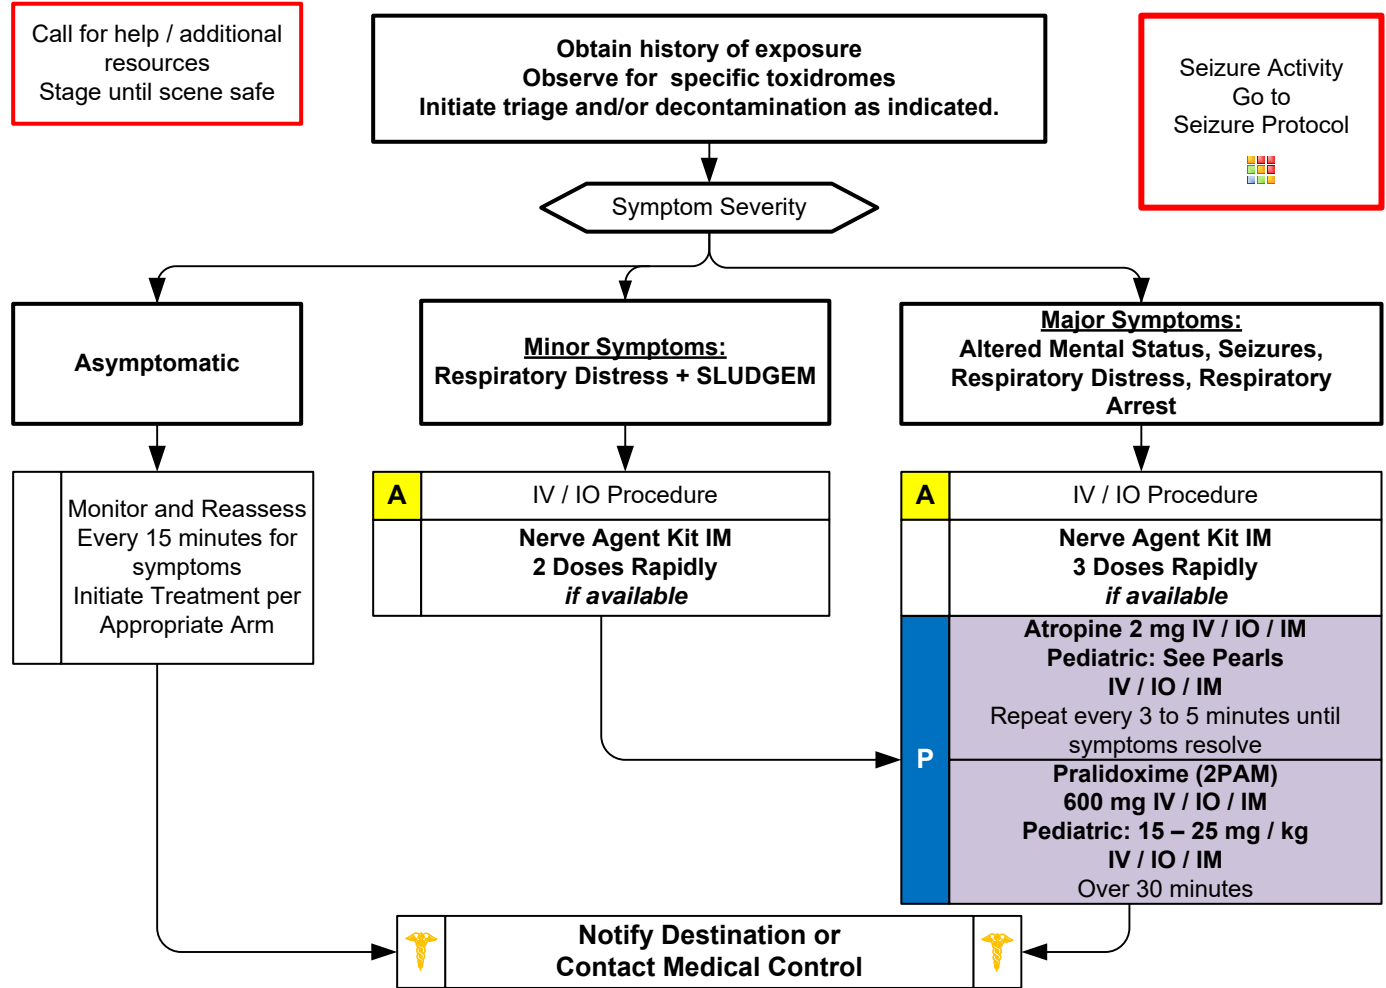 Call for help / additional
resources
Stage until scene safe
Obtain history of exposure
Observe for specific toxidromes
Initiate triage and/or decontamination as indicated.
Seizure Activity
Go to
Seizure Protocol
Symptom Severity
Asymptomatic
Minor Symptoms:
Respiratory Distress + SLUDGEM
Major Symptoms:
Altered Mental Status, Seizures,
Respiratory Distress, Respiratory
Arrest
Monitor and Reassess
Every 15 minutes for
symptoms
Initiate Treatment per
Appropriate Arm
A
IV / IO Procedure
Nerve Agent Kit IM
2 Doses Rapidly
if available
A
IV / IO Procedure
Nerve Agent Kit IM
3 Doses Rapidly
if available
P
Atropine 2 mg IV / IO / IM
Pediatric: See Pearls
IV / IO / IM
Repeat every 3 to 5 minutes until
symptoms resolve
Pralidoxime (2PAM)
600 mg IV / IO / IM
Pediatric: 15 – 25 mg / kg
IV / IO / IM
Over 30 minutes
Notify Destination or
Contact Medical Control